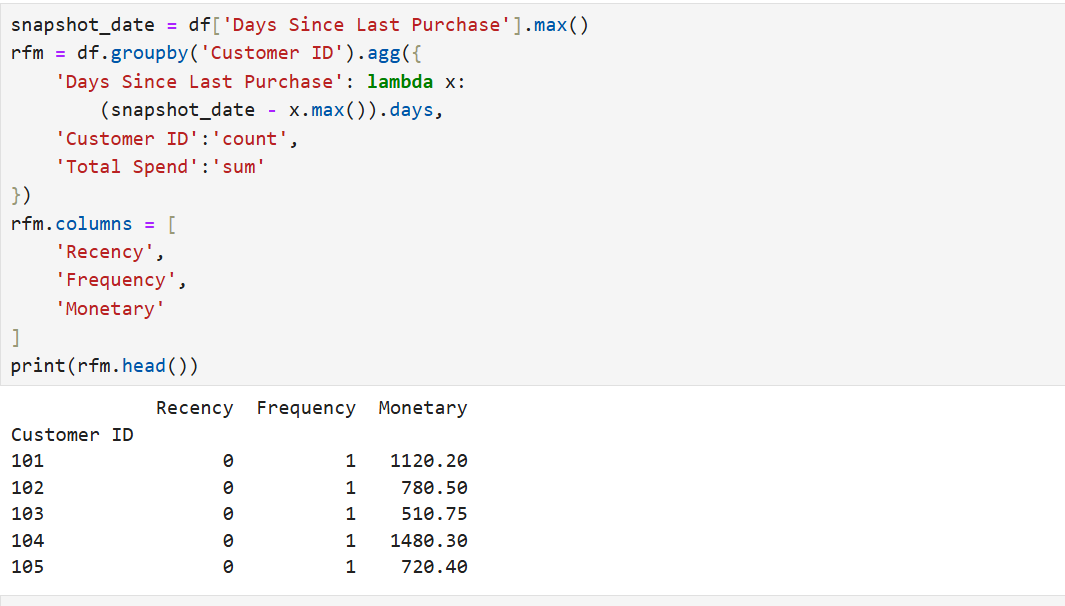 snapshot_date = df['Days Since Last Purchase'].max()
rfm = df.groupby('Customer ID').agg({
    'Days Since Last Purchase': lambda x:
        (snapshot_date - x.max()).days,
    'Customer ID':'count',
    'Total Spend':'sum'
})
rfm.columns = [
    'Recency',
    'Frequency',
    'Monetary'
]
print(rfm.head())
             Recency  Frequency  Monetary
Customer ID
101                0          1   1120.20
102                0          1    780.50
103                0          1    510.75
104                0          1   1480.30
105                0          1    720.40